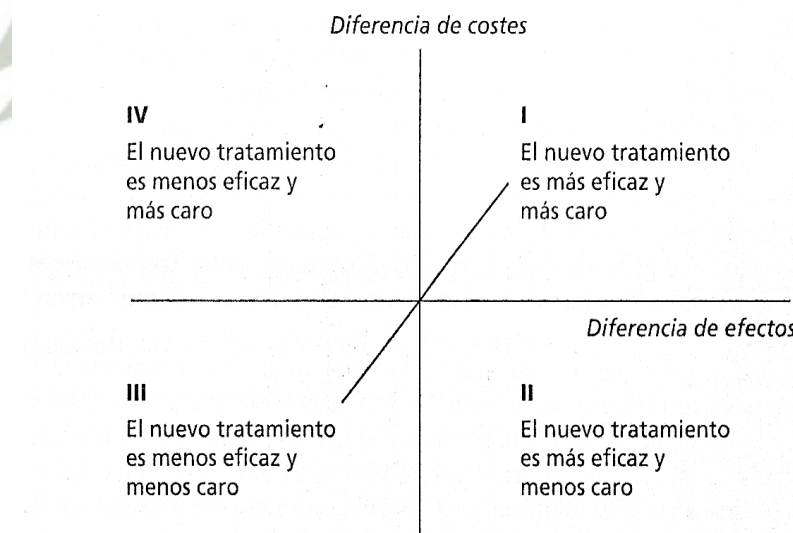 Diferencia de costes
IV
El nuevo tratamiento
es menos eficaz y
más caro
I
El nuevo tratamiento
es más eficaz y
más caro
Diferencia de efectos
III
El nuevo tratamiento
es menos eficaz y
menos caro
II
El nuevo tratamiento
es más eficaz y
menos caro